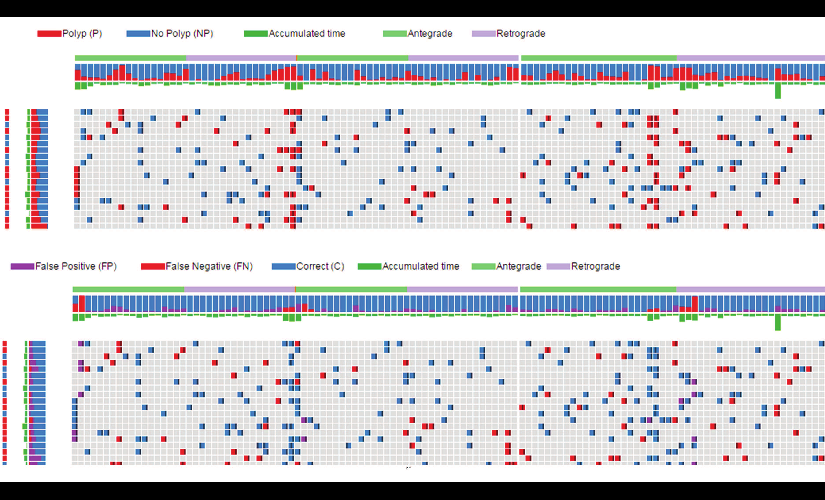 Polyp (P) No Polyp (NP) Accumulated time Antegrade Retrograde
False Positive (FP) False Negative (FN) Correct (C) Accumulated time Antegrade Retrograde